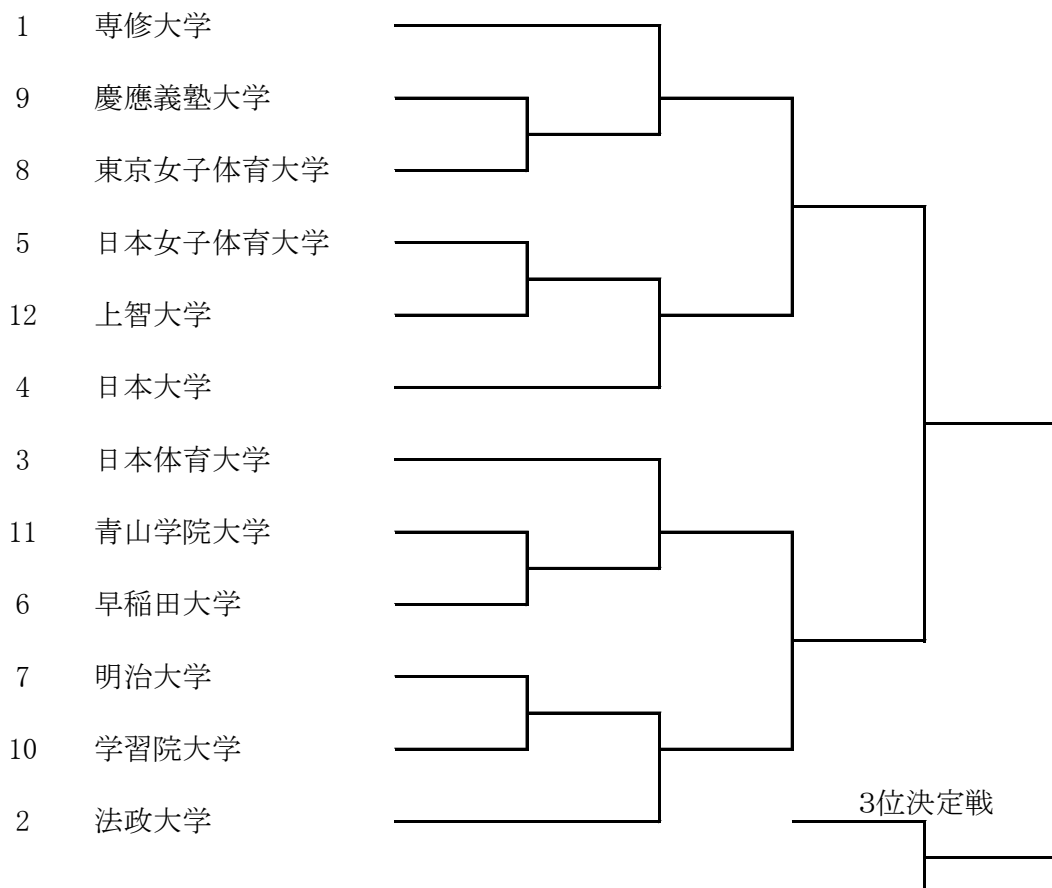 1 専修大学
9 慶應義塾大学
8 東京女子体育大学
5 日本女子体育大学
12 上智大学
4 日本大学
3 日本体育大学
11 青山学院大学
6 早稲田大学
7 明治大学
10 学習院大学
3位決定戦
2 法政大学